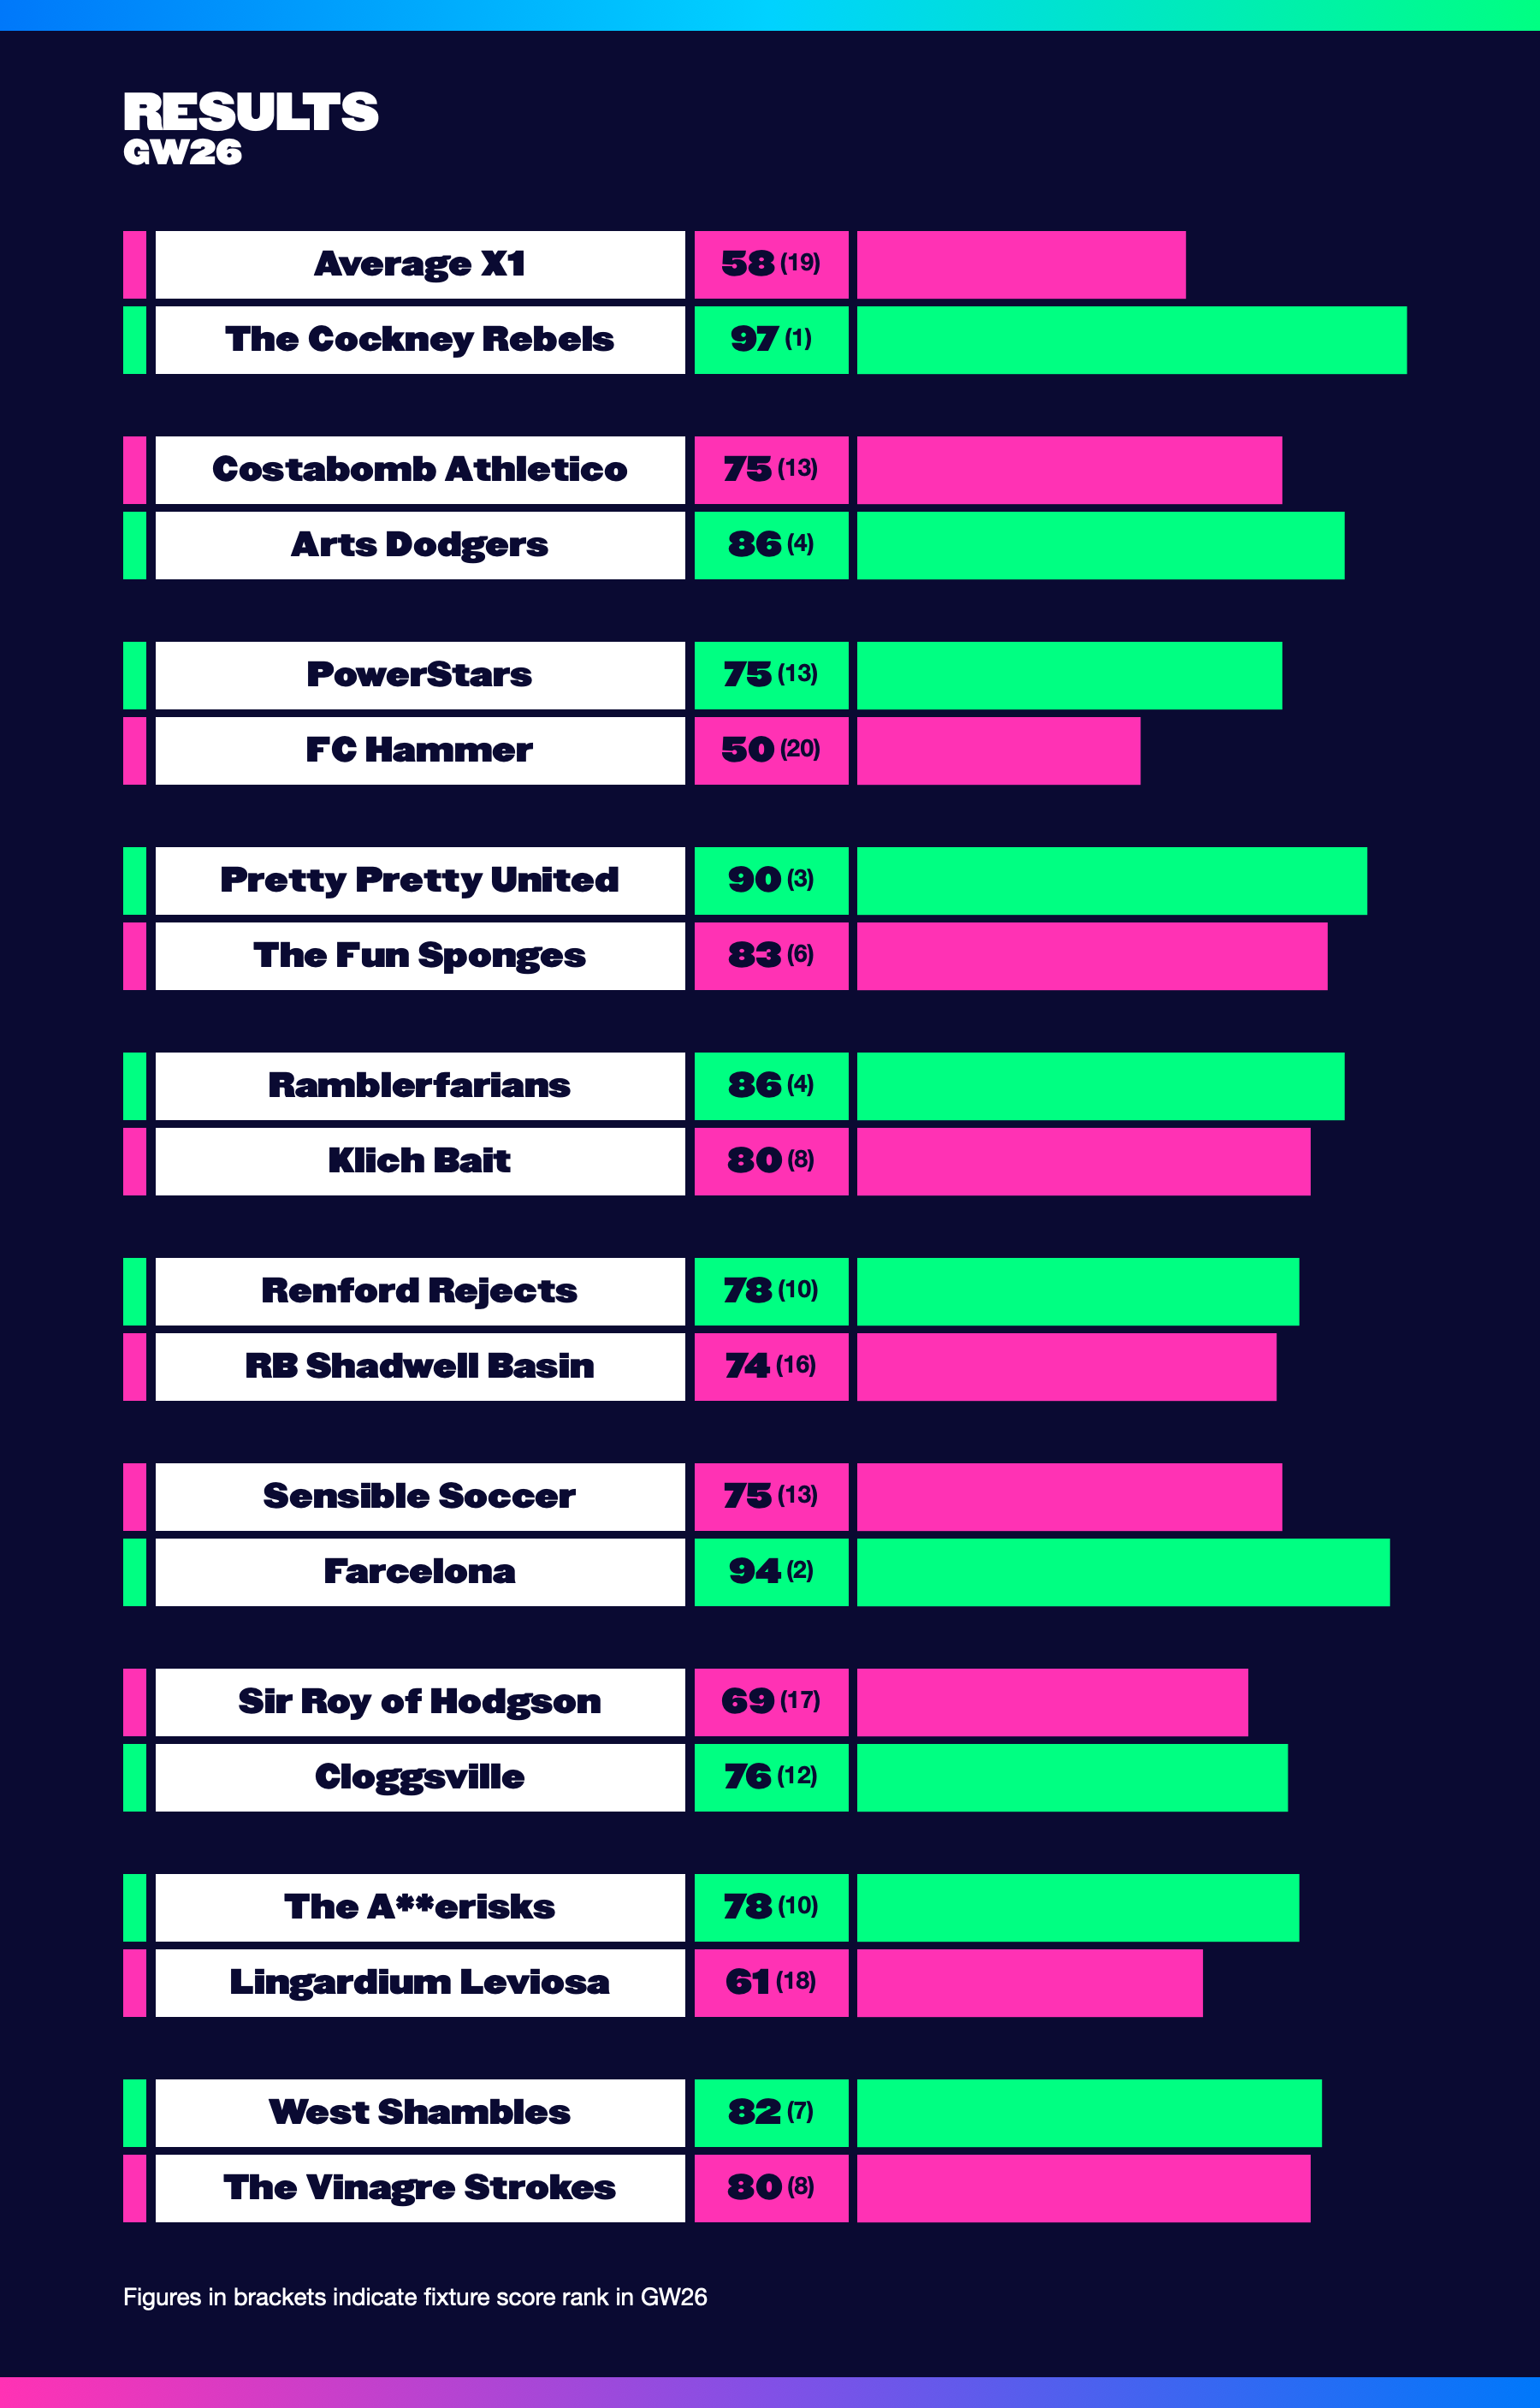 RESULTS
GW26
Average X1 58 (19)
The Cockney Rebels 97 (1)
Costabomb Athletico 75 (13)
Arts Dodgers 86 (4)
PowerStars 75 (13)
FC Hammer 50 (20)
Pretty Pretty United 90 (3)
The Fun Sponges 83 (6)
Ramblerfarians 86 (4)
Klich Bait 80 (8)
Renford Rejects 78 (10)
RB Shadwell Basin 74 (16)
Sensible Soccer 75 (13)
Farcelona 94 (2)
Sir Roy of Hodgson 69 (17)
Cloggsville 76 (12)
The A**erisks 78 (10)
Lingardium Leviosa 61 (18)
West Shambles 82 (7)
The Vinagre Strokes 80 (8)
Figures in brackets indicate fixture score rank in GW26